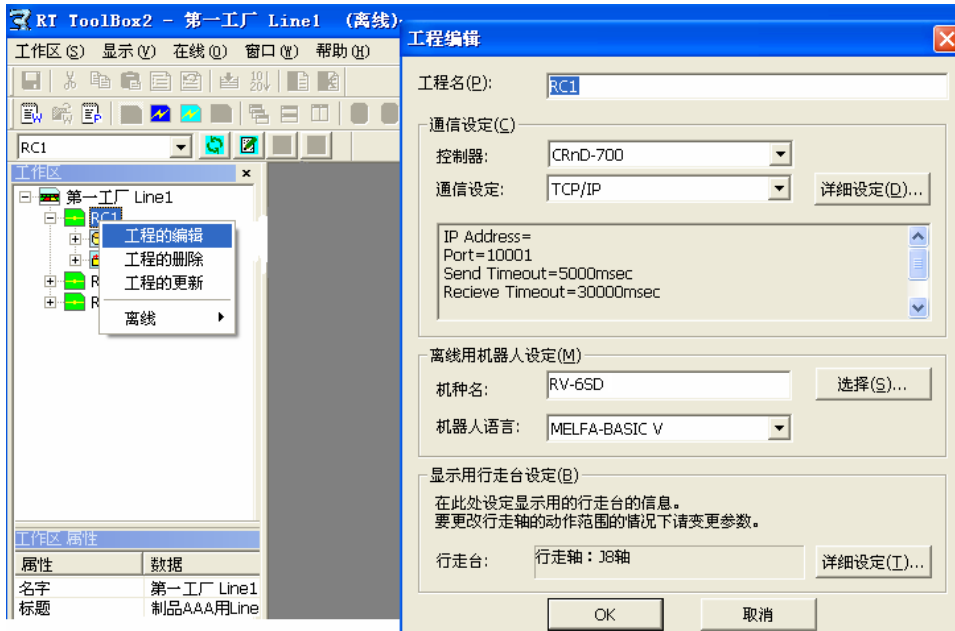 RT ToolBox2 - 第一工厂 Line1 (离线)
工作区(S) 显示(V) 在线(O) 窗口(W) 帮助(H)
RC1
工作区
第一工厂 Line1
RC1
工程的编辑
工程的删除
R 工程的更新
R
离线
工作区 属性
属性 数据
名字 第一工厂 Line1
标题 制品AAA用Line
工程编辑
工程名(P): RC1
通信设定(C)
控制器: CRnD-700
通信设定: TCP/IP 详细设定(D)...
IP Address=
Port=10001
Send Timeout=5000msec
Recieve Timeout=30000msec
离线用机器人设定(M)
机种名: RV-6SD 选择(S)...
机器人语言: MELFA-BASIC V
显示用行走台设定(B)
在此处设定显示用的行走台的信息。
要更改行走轴的动作范围的情况下请变更参数。
行走台: 行走轴：J8轴 详细设定(T)...
OK 取消